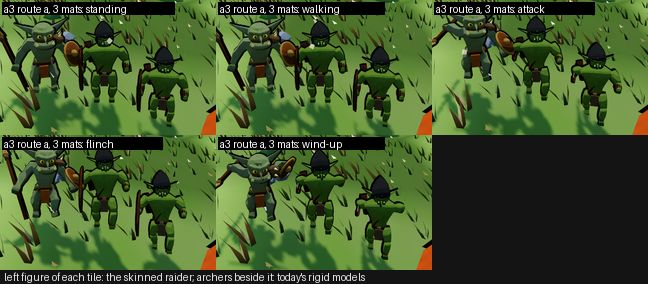 a3 route a, 3 mats: standing
a3 route a, 3 mats: walking
a3 route a, 3 mats: attack
a3 route a, 3 mats: flinch
a3 route a, 3 mats: wind-up
left figure of each tile: the skinned raider; archers beside it: today's rigid models